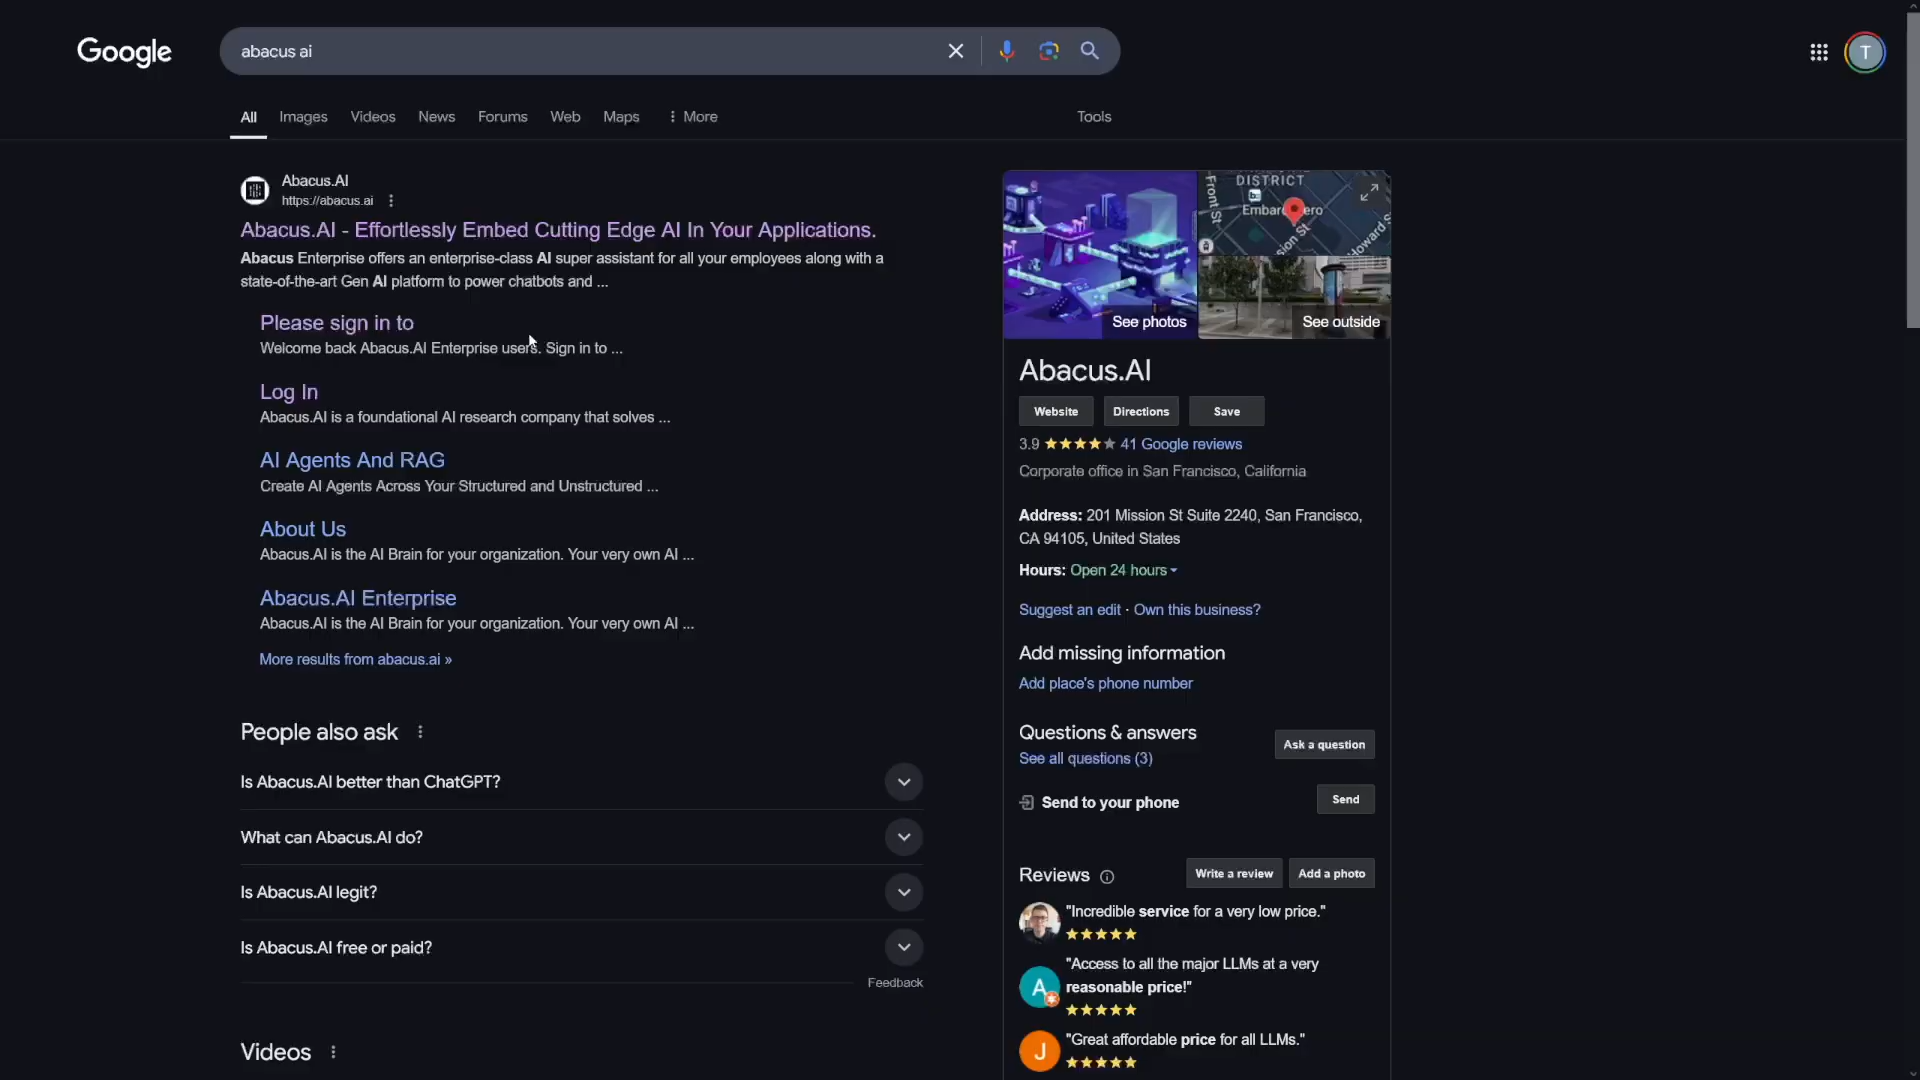 Google
abacus ai
T
All
Images
Videos
News
Forums
Web
Maps
More
Tools
Abacus.AI
https://abacus.ai
Abacus.AI - Effortlessly Embed Cutting Edge AI In Your Applications.
Abacus Enterprise offers an enterprise-class AI super assistant for all your employees along with a
state-of-the-art Gen AI platform to power chatbots and ...
Please sign in to
Welcome back Abacus.AI Enterprise users. Sign in to ...
Log In
Abacus.AI is a foundational AI research company that solves ...
AI Agents And RAG
Create AI Agents Across Your Structured and Unstructured ...
About Us
Abacus.AI is the AI Brain for your organization. Your very own AI ...
Abacus.AI Enterprise
Abacus.AI is the AI Brain for your organization. Your very own AI ...
More results from abacus.ai »
People also ask
Is Abacus.AI better than ChatGPT?
What can Abacus.AI do?
Is Abacus.AI legit?
Is Abacus.AI free or paid?
Feedback
Videos
See photos
DISTRICT
Front St
Howard S
See outside
Abacus.AI
Website
Directions
Save
3.9
41 Google reviews
Corporate office in San Francisco, California
Address: 201 Mission St Suite 2240, San Francisco,
CA 94105, United States
Hours: Open 24 hours
Suggest an edit · Own this business?
Add missing information
Add place's phone number
Questions & answers
See all questions (3)
Ask a question
Send to your phone
Send
Reviews
Write a review
Add a photo
"Incredible service for a very low price."
A
"Access to all the major LLMs at a very
reasonable price!"
J
"Great affordable price for all LLMs."